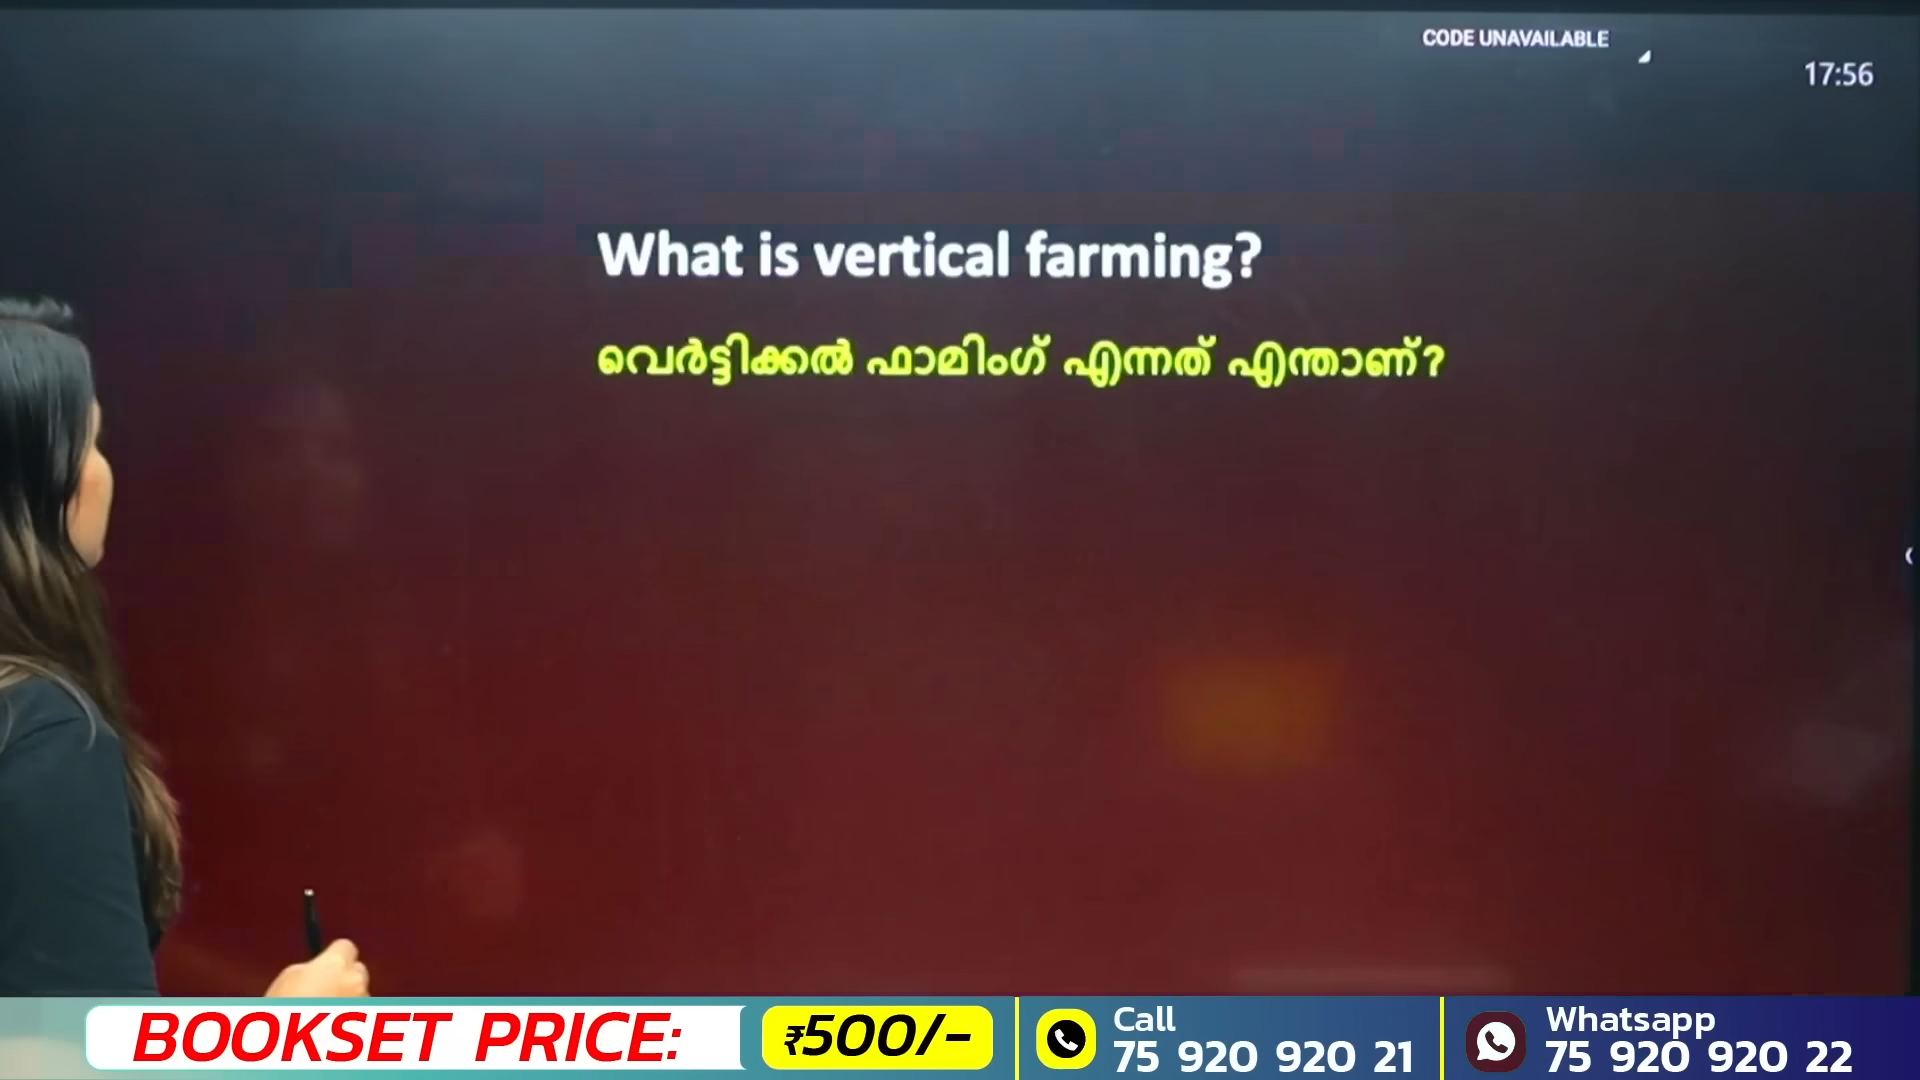 CODE UNAVAILABLE
17:56
What is vertical farming?
വെർട്ടിക്കൽ ഫാമിംഗ് എന്നത് എന്താണ്?
BOOKSET PRICE:
₹500/-
Call
75 920 920 21
Whatsapp
75 920 920 22